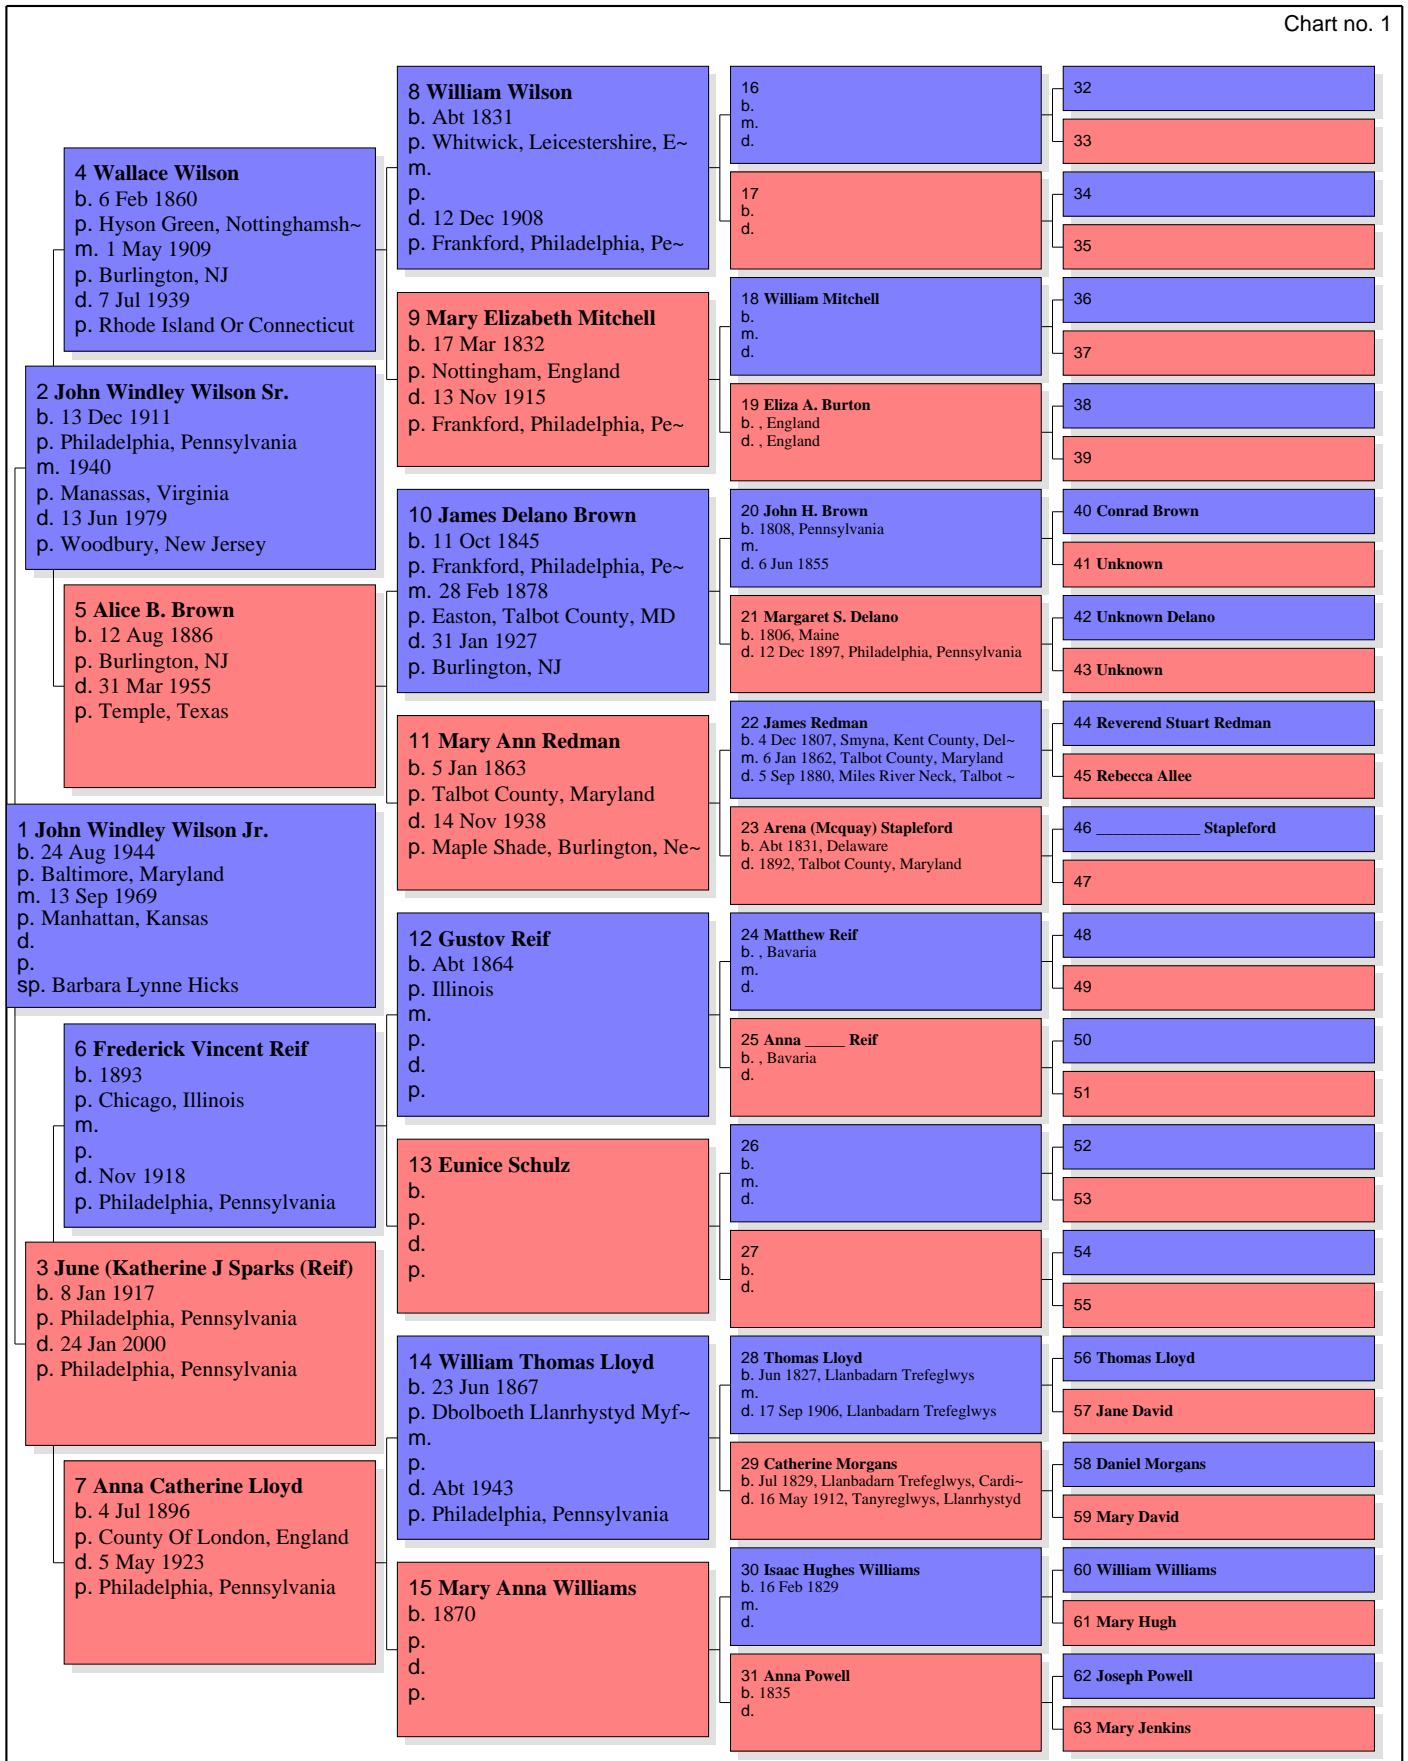 Chart no. 1
8 William Wilson
b. Abt 1831
p. Whitwick, Leicestershire, E~
m.
p.
d. 12 Dec 1908
p. Frankford, Philadelphia, Pe~
16
b.
m.
d.
32
33
17
b.
d.
34
35
4 Wallace Wilson
b. 6 Feb 1860
p. Hyson Green, Nottinghamsh~
m. 1 May 1909
p. Burlington, NJ
d. 7 Jul 1939
p. Rhode Island Or Connecticut
9 Mary Elizabeth Mitchell
b. 17 Mar 1832
p. Nottingham, England
d. 13 Nov 1915
p. Frankford, Philadelphia, Pe~
18 William Mitchell
b.
m.
d.
36
37
19 Eliza A. Burton
b. , England
d. , England
38
39
2 John Windley Wilson Sr.
b. 13 Dec 1911
p. Philadelphia, Pennsylvania
m. 1940
p. Manassas, Virginia
d. 13 Jun 1979
p. Woodbury, New Jersey
10 James Delano Brown
b. 11 Oct 1845
p. Frankford, Philadelphia, Pe~
m. 28 Feb 1878
p. Easton, Talbot County, MD
d. 31 Jan 1927
p. Burlington, NJ
20 John H. Brown
b. 1808, Pennsylvania
m.
d. 6 Jun 1855
40 Conrad Brown
41 Unknown
21 Margaret S. Delano
b. 1806, Maine
d. 12 Dec 1897, Philadelphia, Pennsylvania
42 Unknown Delano
43 Unknown
5 Alice B. Brown
b. 12 Aug 1886
p. Burlington, NJ
d. 31 Mar 1955
p. Temple, Texas
11 Mary Ann Redman
b. 5 Jan 1863
p. Talbot County, Maryland
d. 14 Nov 1938
p. Maple Shade, Burlington, Ne~
22 James Redman
b. 4 Dec 1807, Smyna, Kent County, Del~
m. 6 Jan 1862, Talbot County, Maryland
d. 5 Sep 1880, Miles River Neck, Talbot ~
44 Reverend Stuart Redman
45 Rebecca Allee
23 Arena (Mcquay) Stapleford
b. Abt 1831, Delaware
d. 1892, Talbot County, Maryland
46 _____________ Stapleford
47
1 John Windley Wilson Jr.
b. 24 Aug 1944
p. Baltimore, Maryland
m. 13 Sep 1969
p. Manhattan, Kansas
d.
p.
sp. Barbara Lynne Hicks
12 Gustov Reif
b. Abt 1864
p. Illinois
m.
p.
d.
p.
24 Matthew Reif
b. , Bavaria
m.
d.
48
49
25 Anna _____ Reif
b. , Bavaria
d.
50
51
6 Frederick Vincent Reif
b. 1893
p. Chicago, Illinois
m.
p.
d. Nov 1918
p. Philadelphia, Pennsylvania
13 Eunice Schulz
b.
p.
d.
p.
26
b.
m.
d.
52
53
27
b.
d.
54
55
3 June (Katherine J Sparks (Reif)
b. 8 Jan 1917
p. Philadelphia, Pennsylvania
d. 24 Jan 2000
p. Philadelphia, Pennsylvania
14 William Thomas Lloyd
b. 23 Jun 1867
p. Dbolboeth Llanrhystyd Myf~
m.
p.
d. Abt 1943
p. Philadelphia, Pennsylvania
28 Thomas Lloyd
b. Jun 1827, Llanbadarn Trefeglwys
m.
d. 17 Sep 1906, Llanbadarn Trefeglwys
56 Thomas Lloyd
57 Jane David
29 Catherine Morgans
b. Jul 1829, Llanbadarn Trefeglwys, Cardi~
d. 16 May 1912, Tanyreglwys, Llanrhystyd
58 Daniel Morgans
59 Mary David
7 Anna Catherine Lloyd
b. 4 Jul 1896
p. County Of London, England
d. 5 May 1923
p. Philadelphia, Pennsylvania
15 Mary Anna Williams
b. 1870
p.
d.
p.
30 Isaac Hughes Williams
b. 16 Feb 1829
m.
d.
60 William Williams
61 Mary Hugh
31 Anna Powell
b. 1835
d.
62 Joseph Powell
63 Mary Jenkins